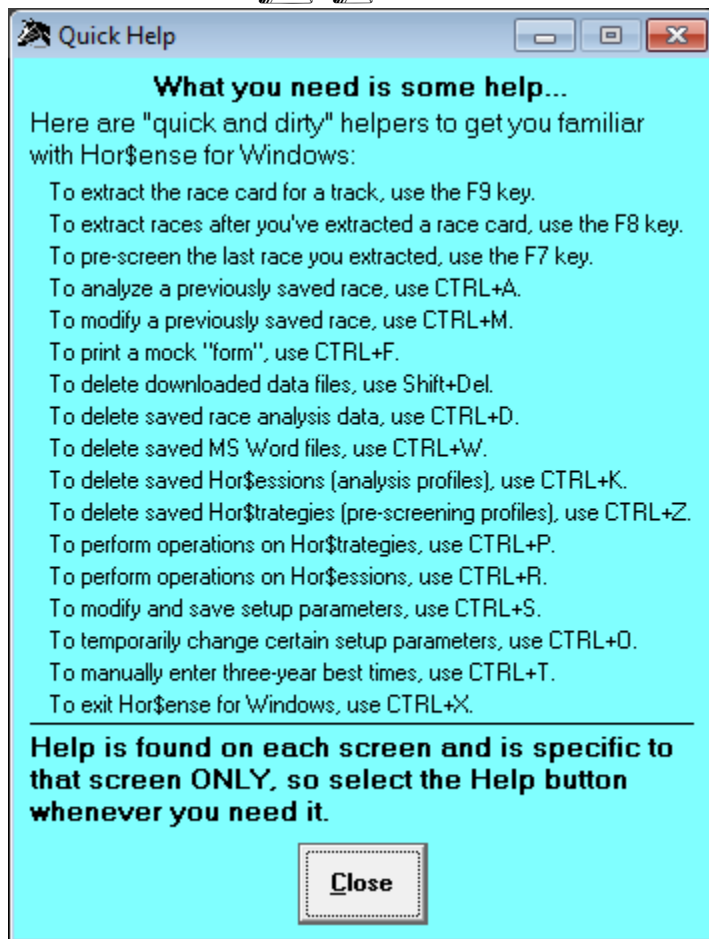 Quick Help
What you need is some help...
Here are "quick and dirty" helpers to get you familiar
with Hor$ense for Windows:
To extract the race card for a track, use the F9 key.
To extract races after you've extracted a race card, use the F8 key.
To pre-screen the last race you extracted, use the F7 key.
To analyze a previously saved race, use CTRL+A.
To modify a previously saved race, use CTRL+M.
To print a mock "form", use CTRL+F.
To delete downloaded data files, use Shift+Del.
To delete saved race analysis data, use CTRL+D.
To delete saved MS Word files, use CTRL+W.
To delete saved Hor$essions (analysis profiles), use CTRL+K.
To delete saved Hor$trategies (pre-screening profiles), use CTRL+Z.
To perform operations on Hor$trategies, use CTRL+P.
To perform operations on Hor$essions, use CTRL+R.
To modify and save setup parameters, use CTRL+S.
To temporarily change certain setup parameters, use CTRL+O.
To manually enter three-year best times, use CTRL+T.
To exit Hor$ense for Windows, use CTRL+X.
Help is found on each screen and is specific to
that screen ONLY, so select the Help button
whenever you need it.
Close